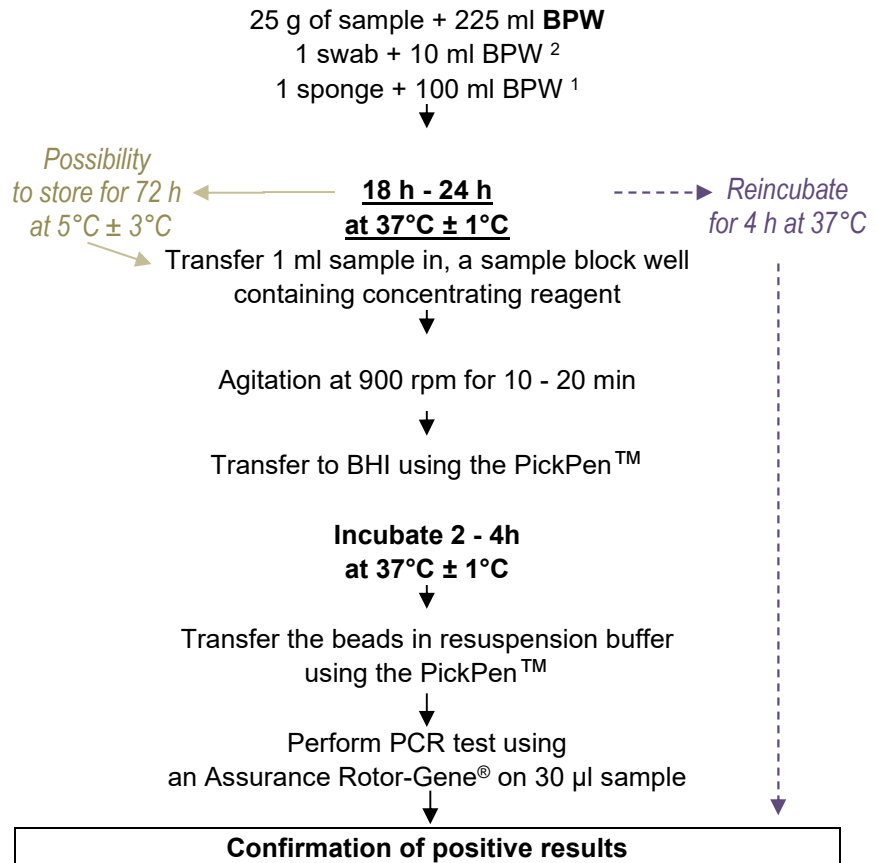 25 g of sample + 225 ml BPW
1 swab + 10 ml BPW ²
1 sponge + 100 ml BPW ¹
Possibility
to store for 72 h
at 5°C ± 3°C
18 h - 24 h
at 37°C ± 1°C
Reincubate
for 4 h at 37°C
Transfer 1 ml sample in, a sample block well
containing concentrating reagent
Agitation at 900 rpm for 10 - 20 min
Transfer to BHI using the PickPen™
Incubate 2 - 4h
at 37°C ± 1°C
Transfer the beads in resuspension buffer
using the PickPen™
Perform PCR test using
an Assurance Rotor-Gene® on 30 µl sample
Confirmation of positive results